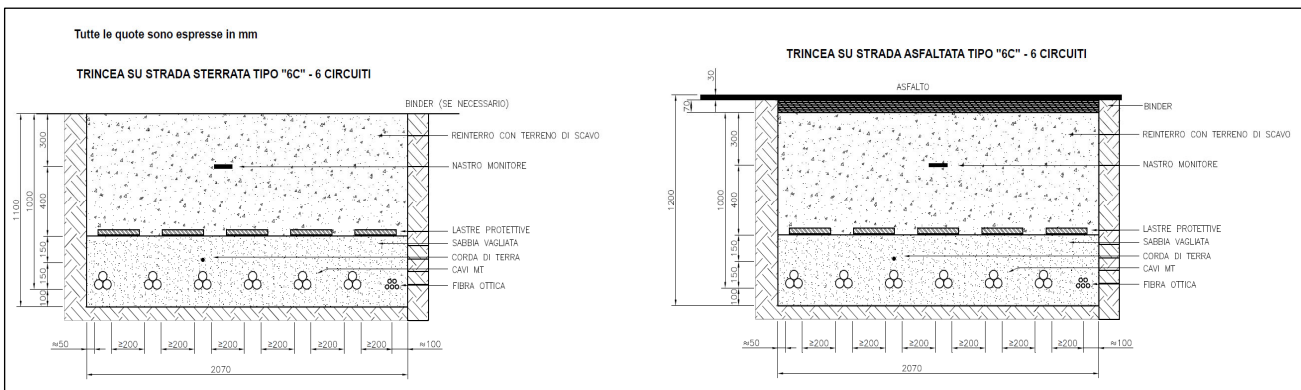 Tutte le quote sono espresse in mm
TRINCEA SU STRADA STERRATA TIPO "6C" - 6 CIRCUITI
BINDER (SE NECESSARIO)
REINTERRO CON TERRENO DI SCAVO
NASTRO MONITORE
LASTRE PROTETTIVE
SABBIA VAGLIATA
CORDA DI TERRA
CAVI MT
FIBRA OTTICA
1100
1000
300
400
150
150
100
≈50
≥200
≥200
≥200
≥200
≥200
≥200
≈100
2070
TRINCEA SU STRADA ASFALTATA TIPO "6C" - 6 CIRCUITI
30
ASFALTO
70
BINDER
REINTERRO CON TERRENO DI SCAVO
NASTRO MONITORE
LASTRE PROTETTIVE
SABBIA VAGLIATA
CORDA DI TERRA
CAVI MT
FIBRA OTTICA
1200
1000
300
400
150
150
100
≈50
≥200
≥200
≥200
≥200
≥200
≥200
≈100
2070